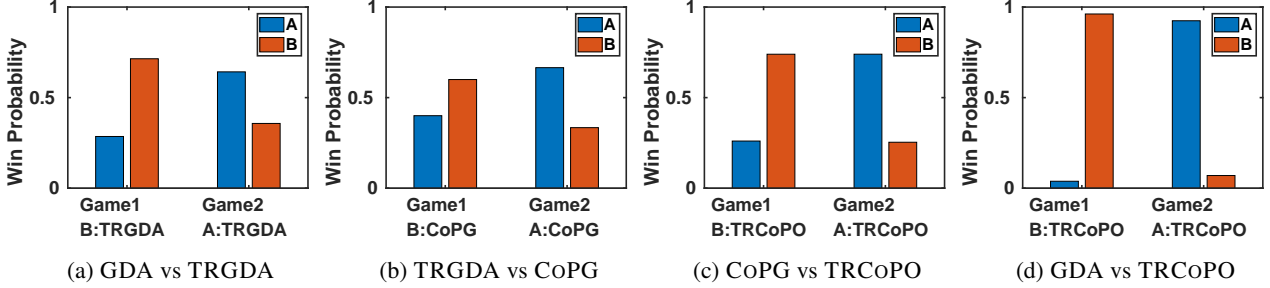 Win Probability
1
0.5
0
A
B
Game1
B:TRGDA
Game2
A:TRGDA
(a) GDA vs TRGDA
Win Probability
1
0.5
0
A
B
Game1
B:CoPG
Game2
A:CoPG
(b) TRGDA vs COPG
Win Probability
1
0.5
0
A
B
Game1
B:TRCoPO
Game2
A:TRCoPO
(c) COPG vs TRCOPO
Win Probability
1
0.5
0
A
B
Game1
B:TRCoPO
Game2
A:TRCoPO
(d) GDA vs TRCOPO